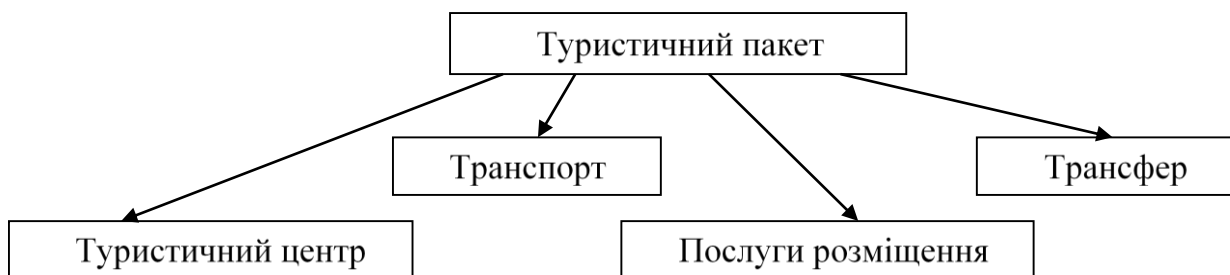 Туристичний пакет
Транспорт
Трансфер
Туристичний центр
Послуги розміщення